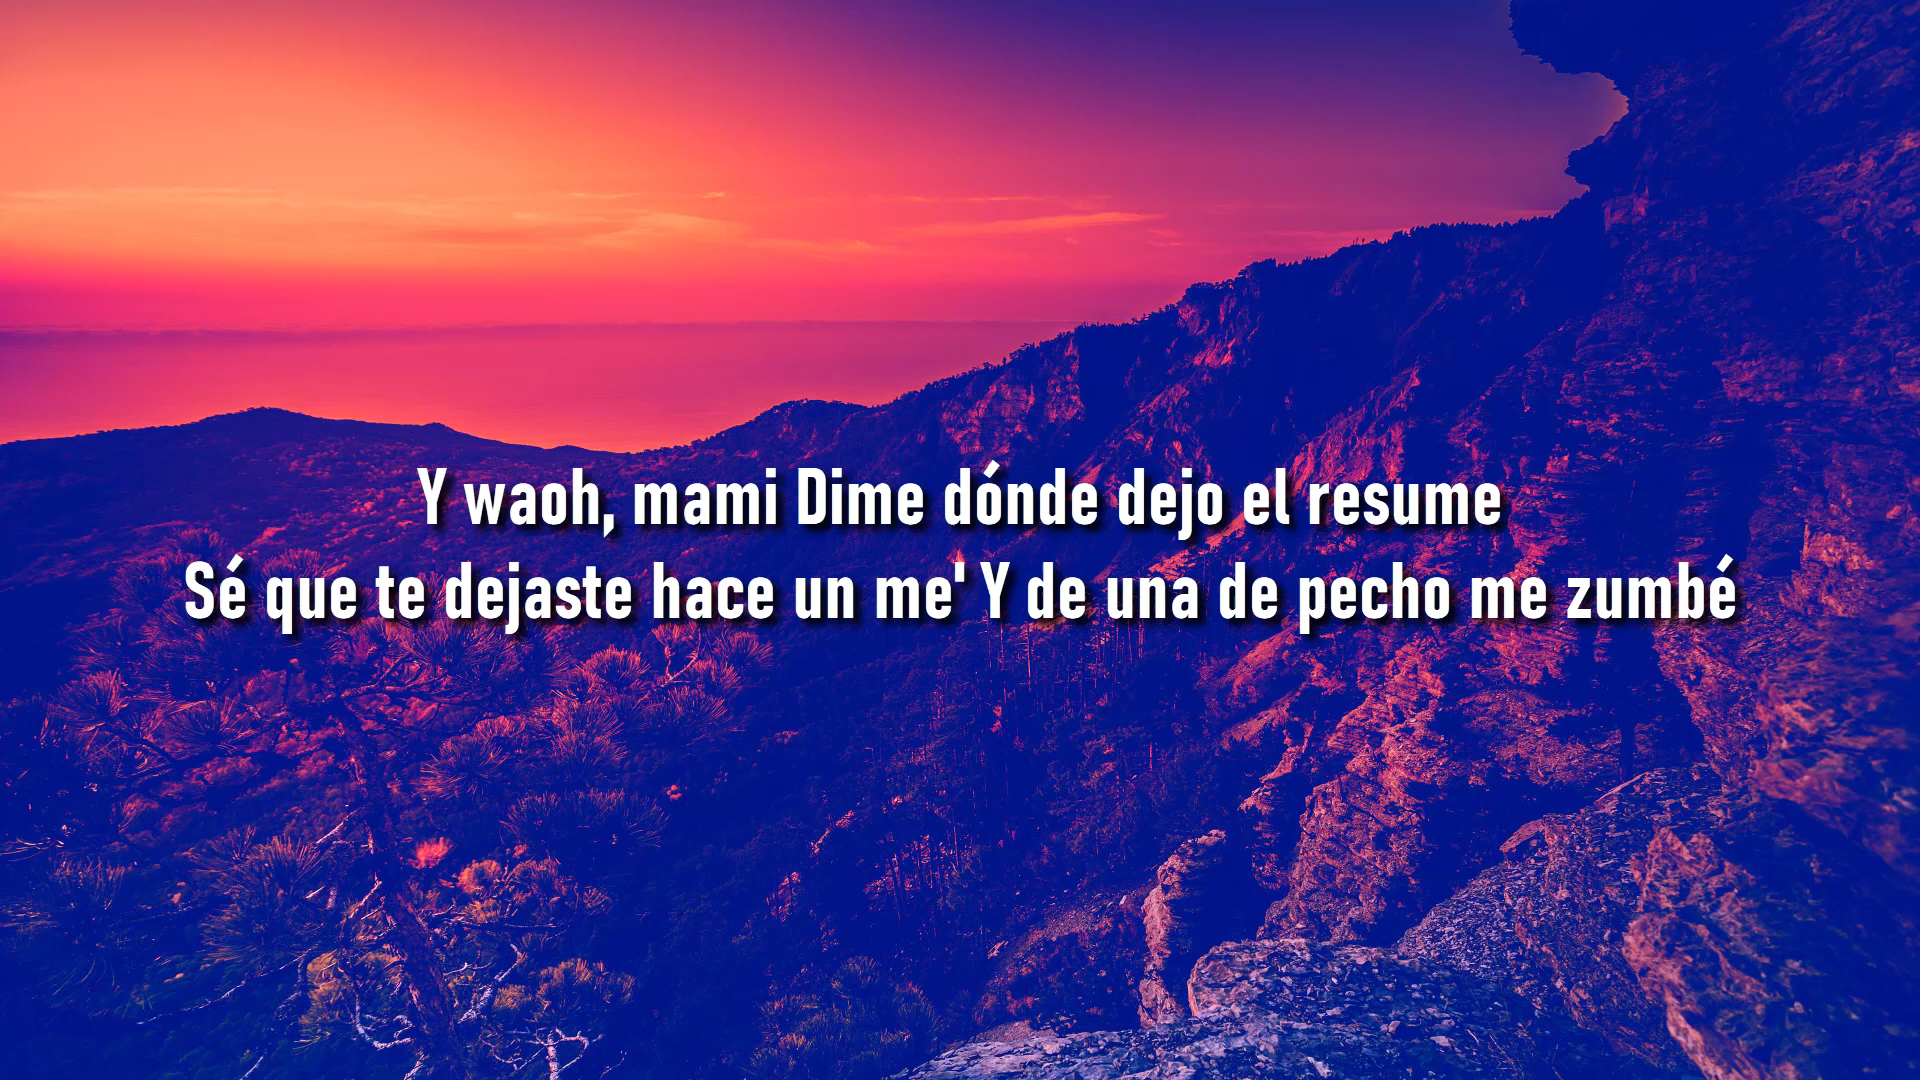 Y waoh, mami Dime dónde dejo el resume
Sé que te dejaste hace un me' Y de una de pecho me zumbé